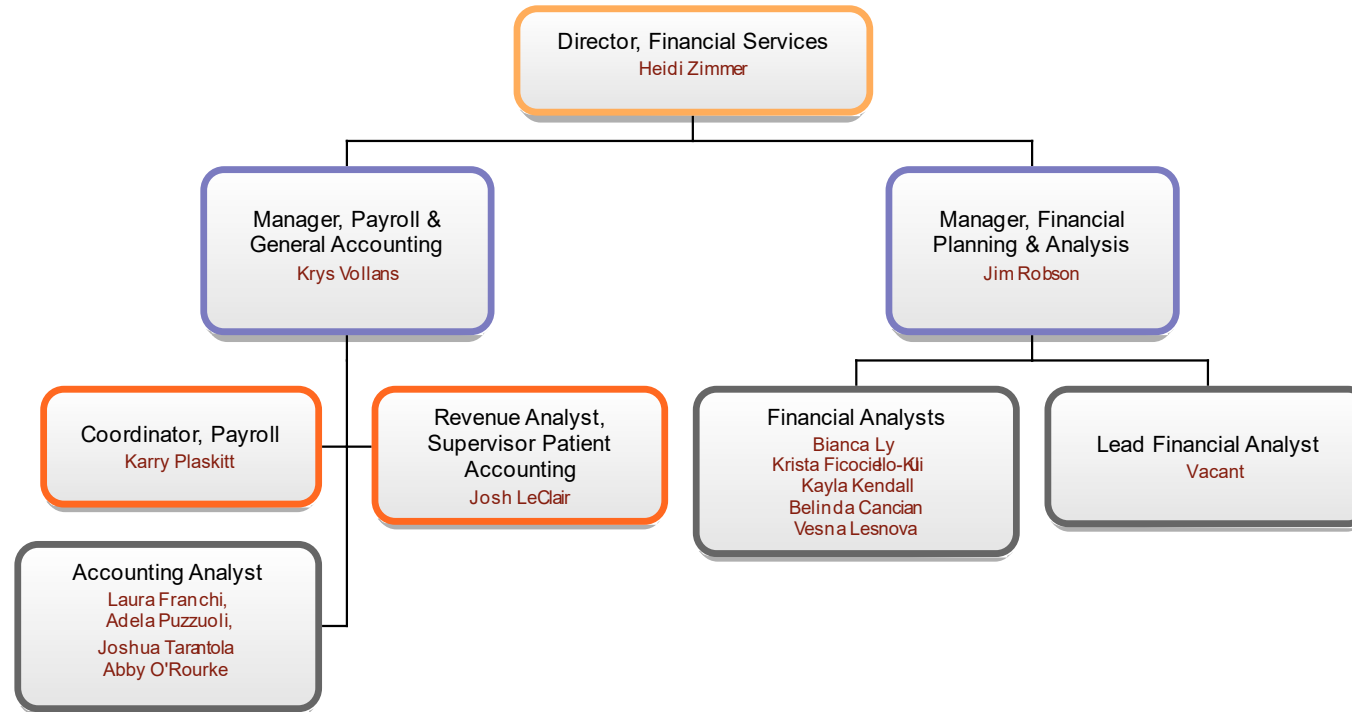 Director, Financial Services
Heidi Zimmer
Manager, Payroll &
General Accounting
Krys Vollans
Manager, Financial
Planning & Analysis
Jim Robson
Coordinator, Payroll
Karry Plaskitt
Revenue Analyst,
Supervisor Patient
Accounting
Josh LeClair
Financial Analysts
Bianca Ly
Krista
Kayla Kendall
Belinda Cancian
Vesna Lesnova
Lead Financial Analyst
Vacant
Accounting Analyst
Laura Franchi,
Adela Puzzuoli,
Joshua Tarantola
Abby O'Rourke